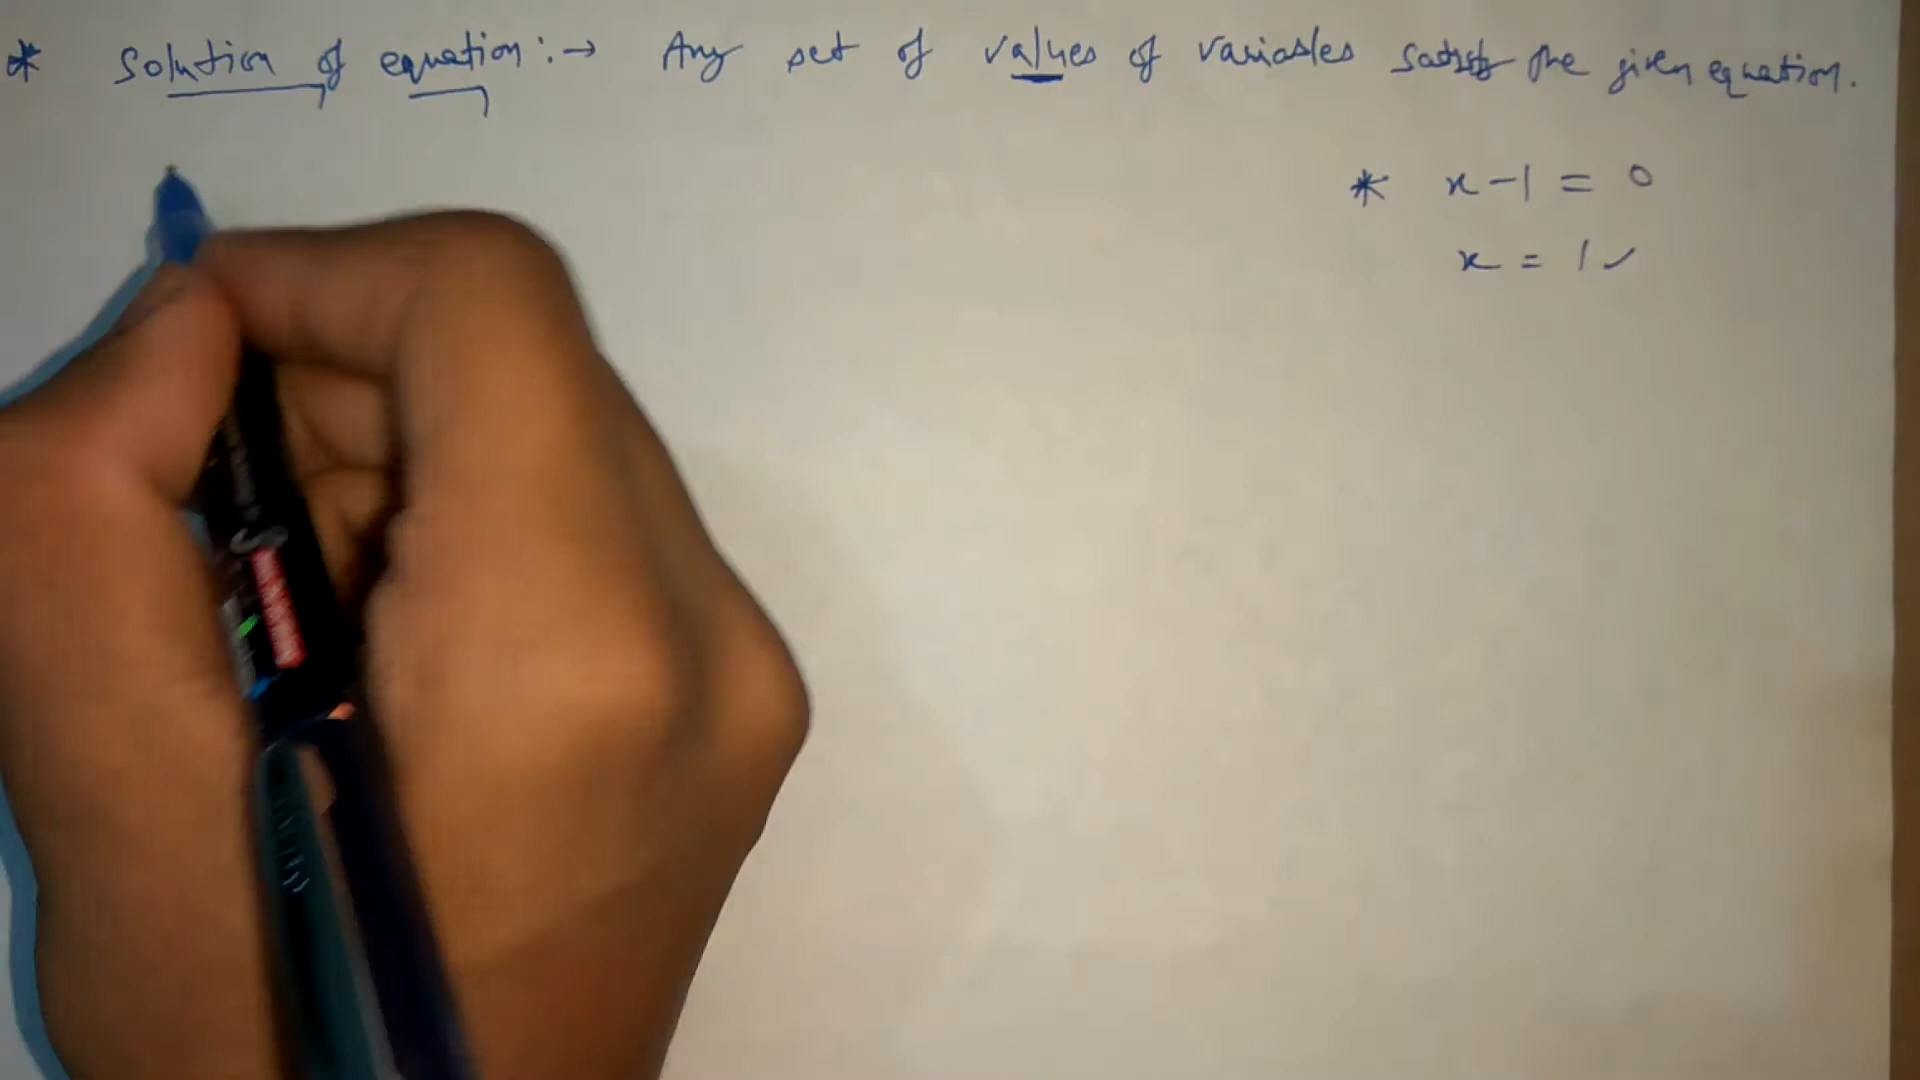 * Solution of equation :→ Any set of values of variables satisfy the given equation.
* x-1 = 0
x = 1 ✓